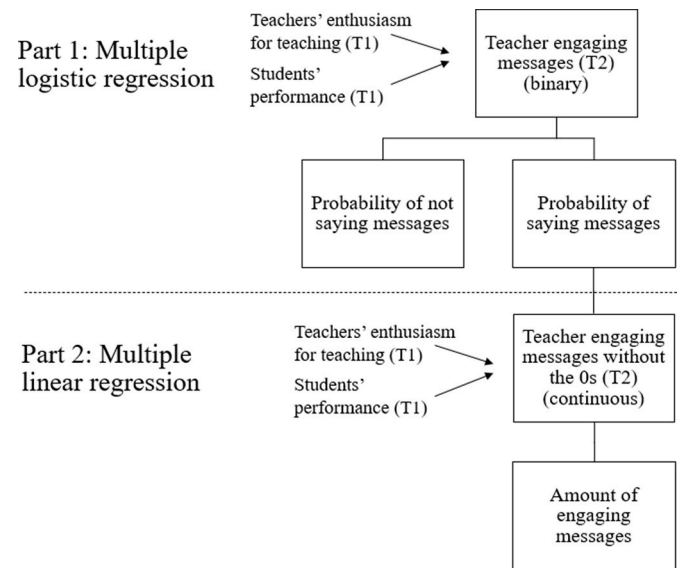 Part 1: Multiple
logistic regression
Teachers’ enthusiasm
for teaching (T1)
Students’
performance (T1)
Teacher engaging
messages (T2)
(binary)
Probability of not
saying messages
Probability of
saying messages
Part 2: Multiple
linear regression
Teachers’ enthusiasm
for teaching (T1)
Students’
performance (T1)
Teacher engaging
messages without
the 0s (T2)
(continuous)
Amount of
engaging
messages